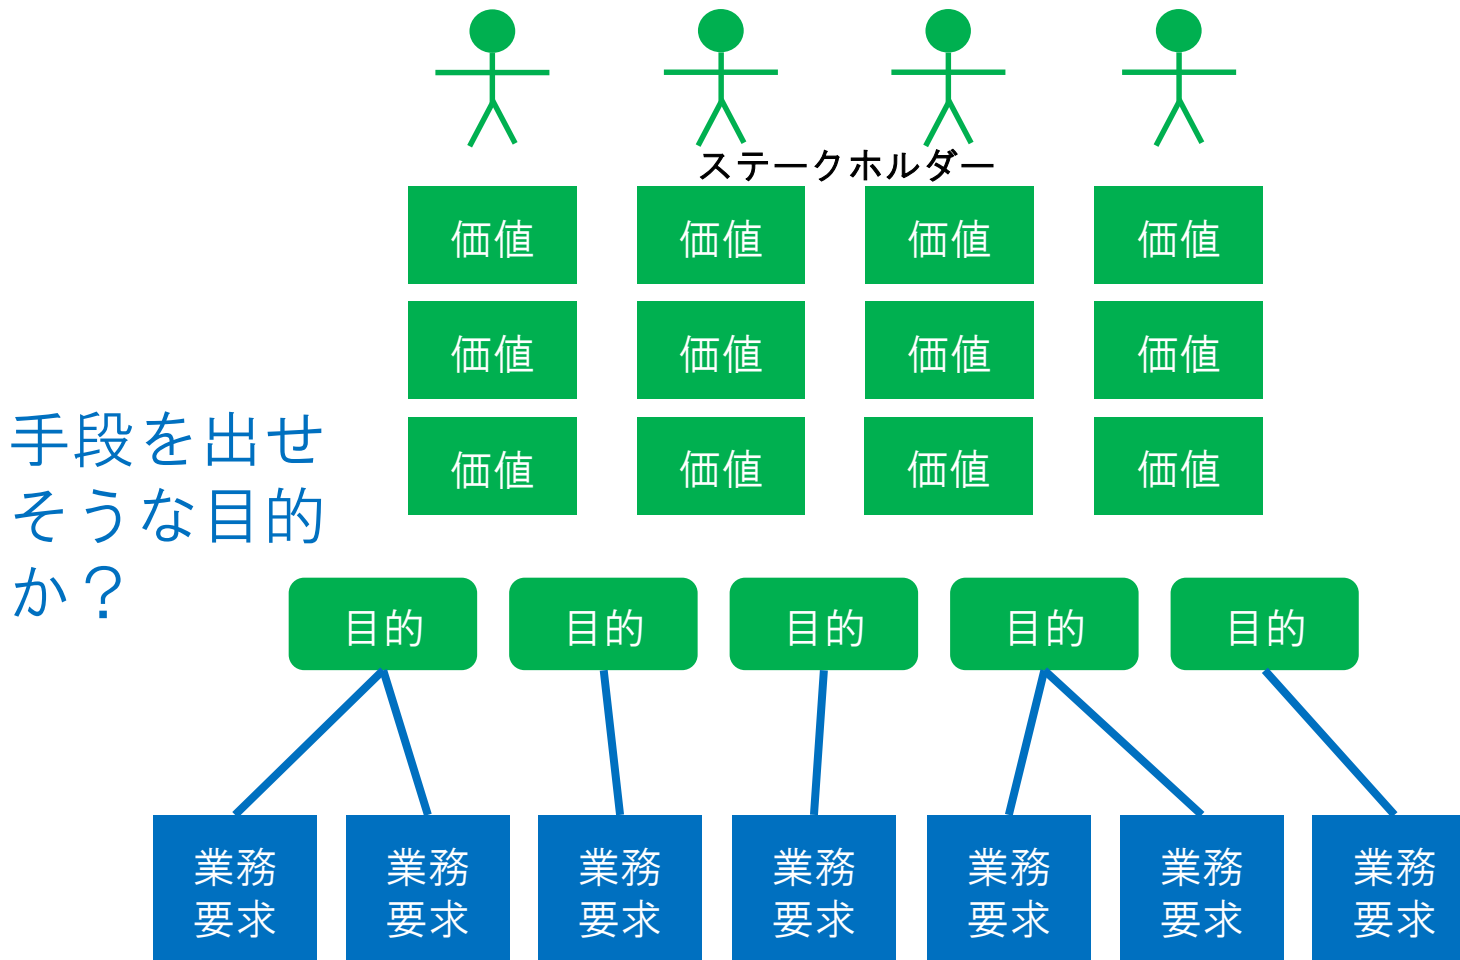 ステークホルダー
価値 価値 価値 価値
価値 価値 価値 価値
価値 価値 価値 価値
手段を出せ
そうな目的
か？
目的 目的 目的 目的 目的
業務 業務 業務 業務 業務 業務 業務
要求 要求 要求 要求 要求 要求 要求